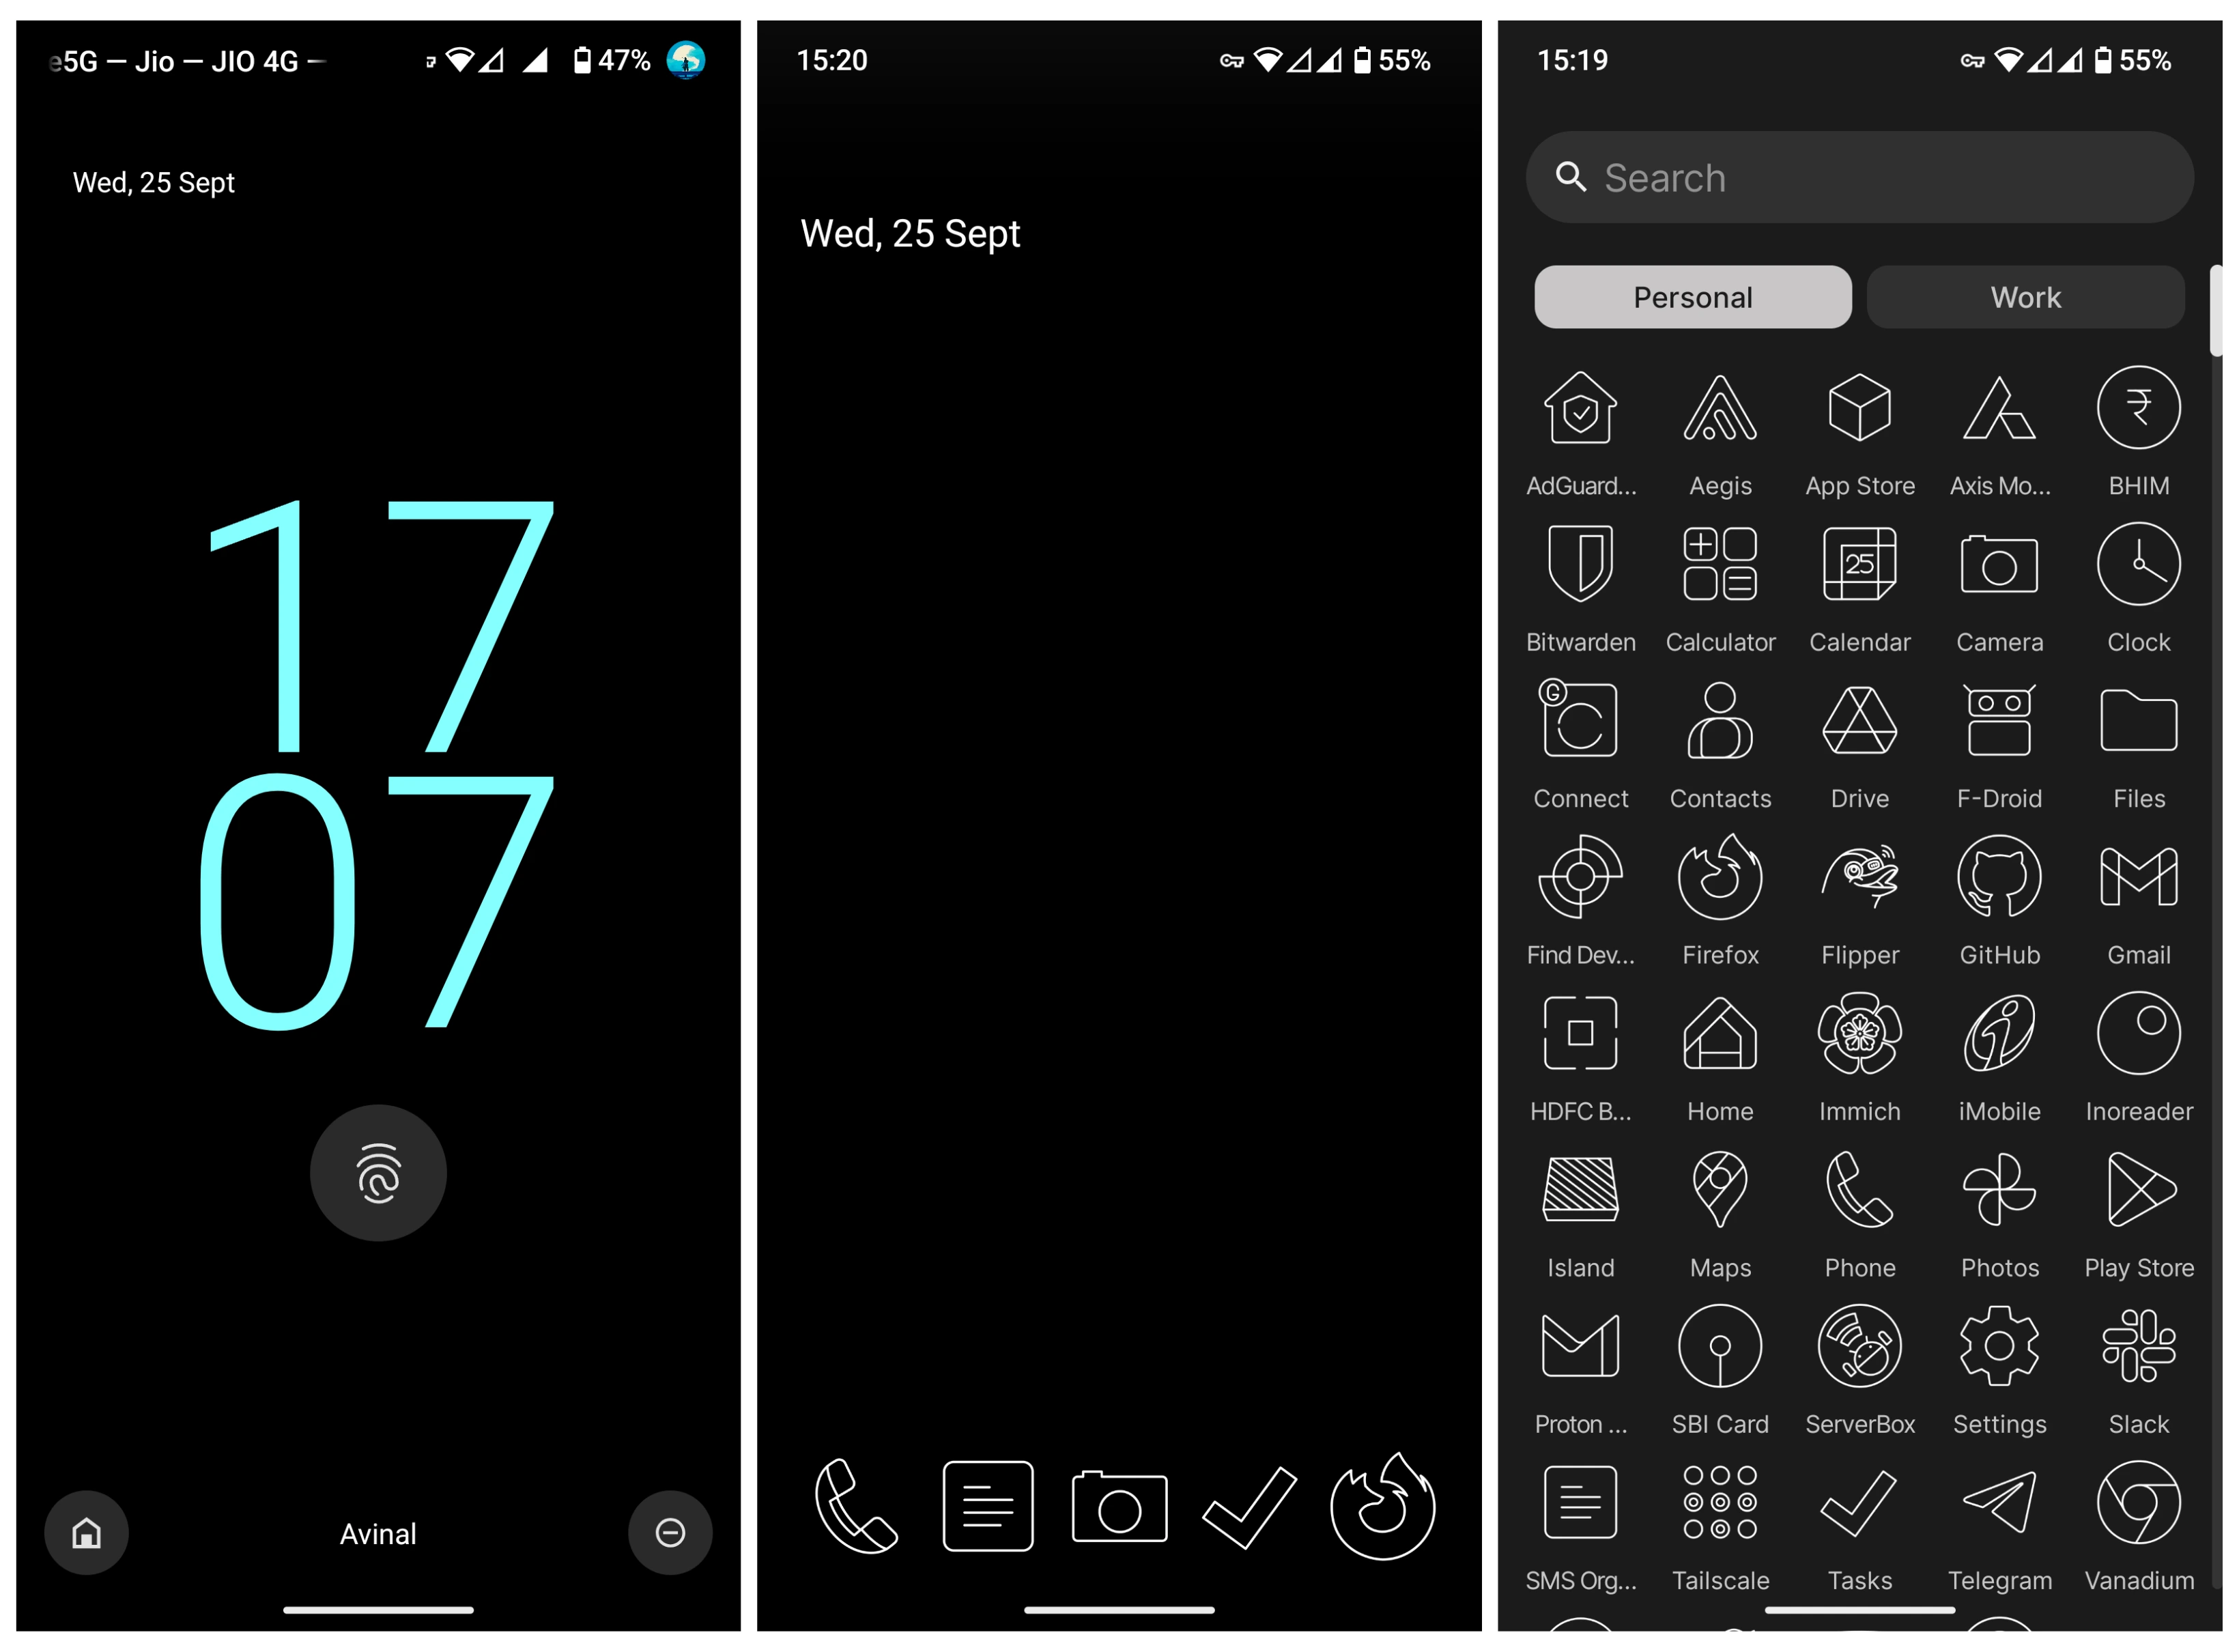 e5G — Jio — JIO 4G —
47%
Wed, 25 Sept
17
07
Avinal
15:20
55%
Wed, 25 Sept
15:19
55%
Search
Personal Work
AdGuard... Aegis App Store Axis Mo... BHIM
25
Bitwarden Calculator Calendar Camera Clock
G
Connect Contacts Drive F-Droid Files
Find Dev... Firefox Flipper GitHub Gmail
HDFC B... Home Immich iMobile Inoreader
Island Maps Phone Photos Play Store
Proton ... SBI Card ServerBox Settings Slack
SMS Org... Tailscale Tasks Telegram Vanadium